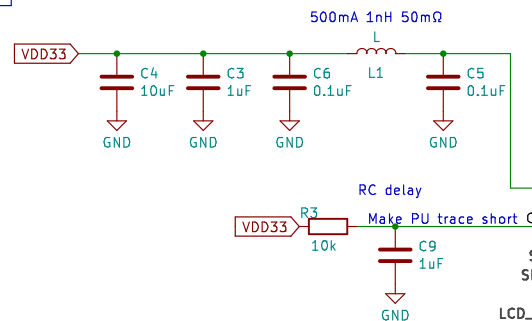 500mA 1nH 50mΩ
L
VDD33
C4
C3
C6
L1
C5
10uF
1uF
0.1uF
0.1uF
GND
GND
GND
GND
RC delay
R3
Make PU trace short
VDD33
10k
C9
1uF
GND
LCD_